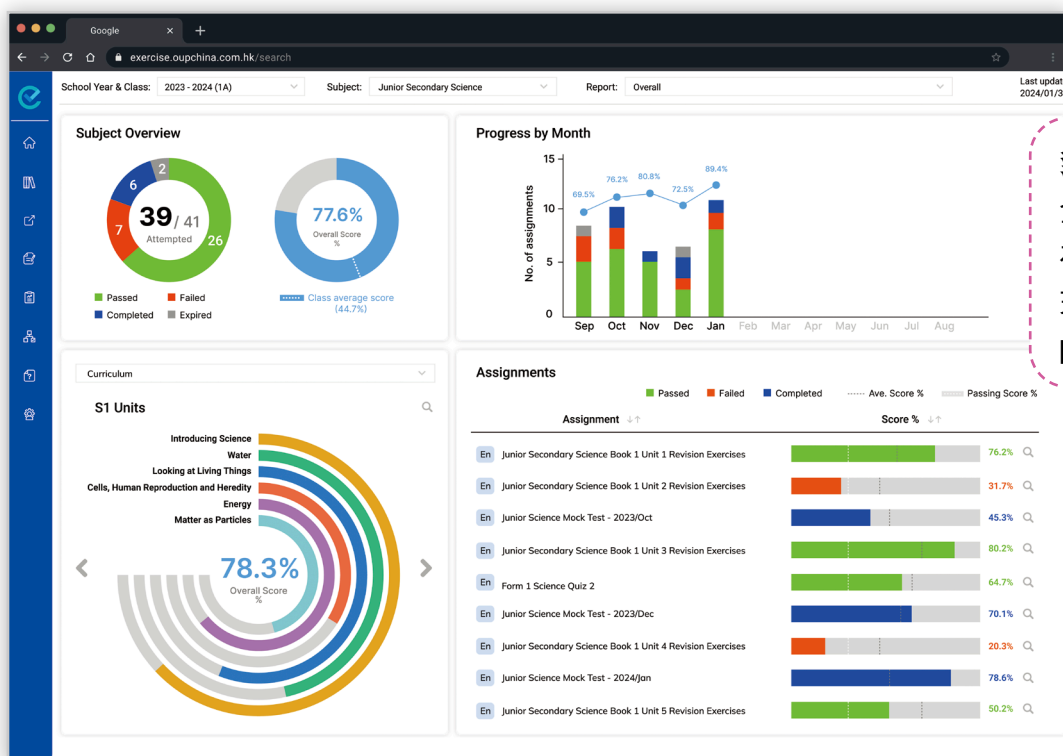 Google × +
exercise.oupchina.com.hk/search
School Year & Class: 2023 - 2024 (1A) Subject: Junior Secondary Science Report: Overall
Last updat
2024/01/3
Subject Overview
2
6
39 / 41
Attempted
7
26
Passed Failed
Completed Expired
77.6%
Overall Score
%
Class average score
(44.7%)
Progress by Month
No. of assignments
15
10
5
0
69.5% 76.2% 80.8% 72.5% 89.4%
Sep Oct Nov Dec Jan Feb Mar Apr May Jun Jul Aug
Curriculum
S1 Units
Introducing Science
Water
Looking at Living Things
Cells, Human Reproduction and Heredity
Energy
Matter as Particles
78.3%
Overall Score
%
Assignments
Passed Failed Completed Ave. Score % Passing Score %
Assignment ↓↑ Score % ↓↑
En Junior Secondary Science Book 1 Unit 1 Revision Exercises 76.2%
En Junior Secondary Science Book 1 Unit 2 Revision Exercises 31.7%
En Junior Science Mock Test - 2023/Oct 45.3%
En Junior Secondary Science Book 1 Unit 3 Revision Exercises 80.2%
En Form 1 Science Quiz 2 64.7%
En Junior Science Mock Test - 2023/Dec 70.1%
En Junior Secondary Science Book 1 Unit 4 Revision Exercises 20.3%
En Junior Science Mock Test - 2024/Jan 78.6%
En Junior Secondary Science Book 1 Unit 5 Revision Exercises 50.2%